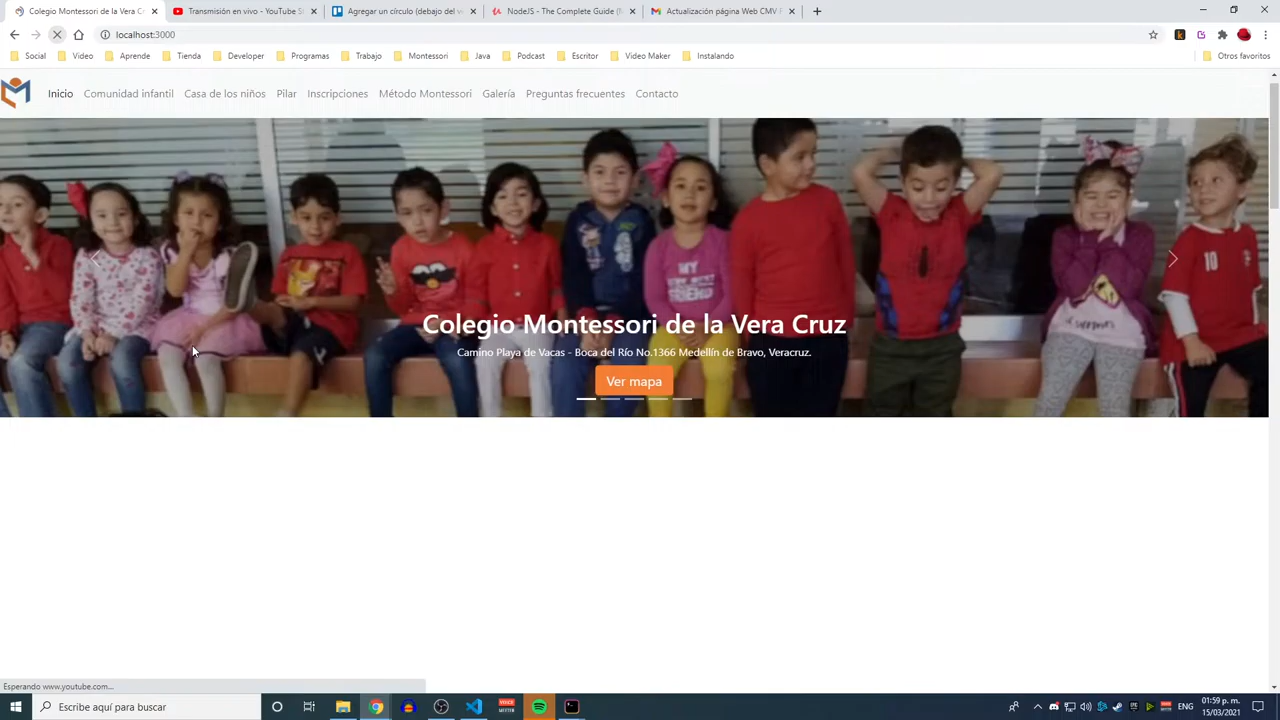 Colegio Montessori de la Vera Cr
Transmisión en vivo - YouTube St
Agregar un círculo (debajo del v
NodeJS - The Complete Guide (M
Actualización página Web CMV F
localhost:3000
Social
Video
Aprende
Tienda
Developer
Programas
Trabajo
Montessori
Java
Podcast
Escritor
Video Maker
Instalando
Otros favoritos
Inicio
Comunidad infantil
Casa de los niños
Pilar
Inscripciones
Método Montessori
Galería
Preguntas frecuentes
Contacto
MY
FRIEND
10
Colegio Montessori de la Vera Cruz
Camino Playa de Vacas - Boca del Río No.1366 Medellín de Bravo, Veracruz.
Ver mapa
Esperando www.youtube.com...
Escribe aquí para buscar
ENG
01:59 p. m.
15/03/2021